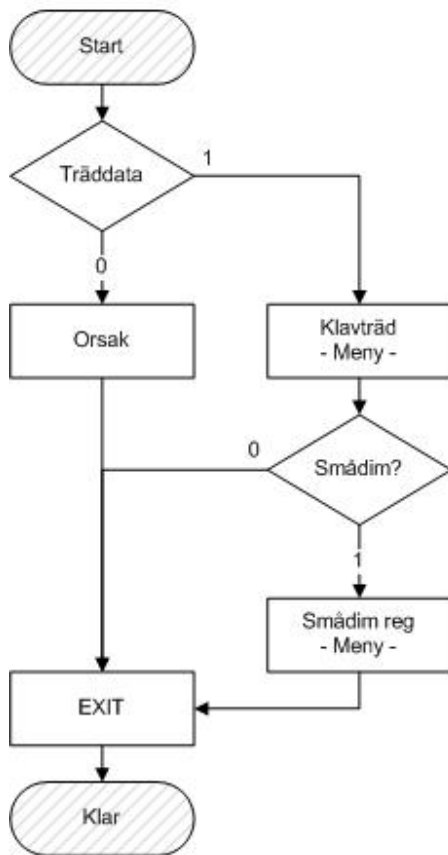 Start
Träddata
1
0
Orsak
Klavträd
- Meny -
0
Smådim?
1
Smådim reg
- Meny -
EXIT
Klar